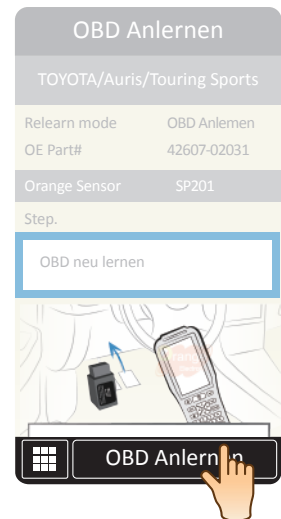 OBD Anlernen
TOYOTA/Auris/Touring Sports
Relearn mode OBD Anlemen
OE Part# 42607-02031
Orange Sensor SP201
Step.
OBD neu lernen
OBD Anlernen